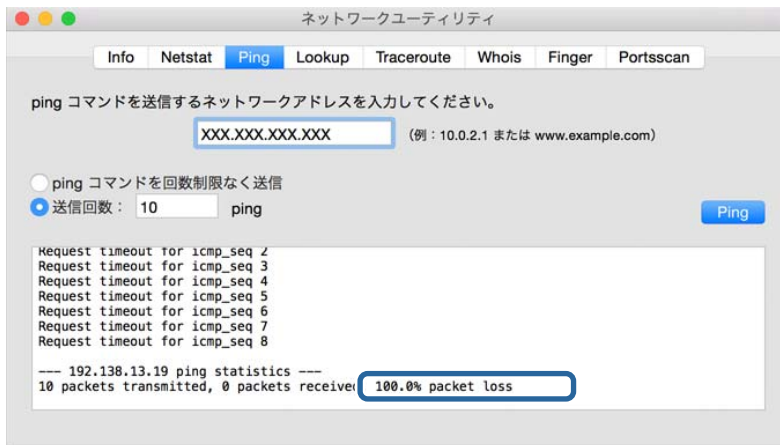 ネットワークユーティリティ
Info Netstat Ping Lookup Traceroute Whois Finger Portsscan
ping コマンドを送信するネットワークアドレスを入力してください。
XXX.XXX.XXX.XXX (例：10.0.2.1 または www.example.com)
ping コマンドを回数制限なく送信
送信回数： 10 ping
Ping
Request timeout for icmp_seq 2
Request timeout for icmp_seq 3
Request timeout for icmp_seq 4
Request timeout for icmp_seq 5
Request timeout for icmp_seq 6
Request timeout for icmp_seq 7
Request timeout for icmp_seq 8
--- 192.138.13.19 ping statistics ---
10 packets transmitted, 0 packets received 100.0% packet loss